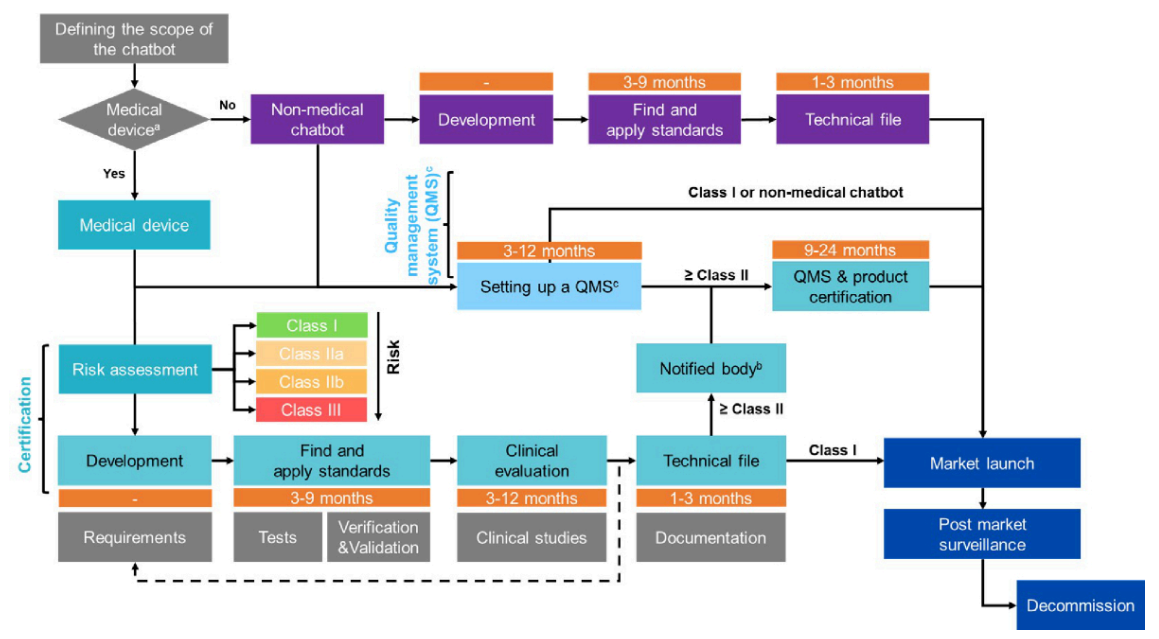 Defining the scope of
the chatbot
Medical
deviceᵃ
No
Yes
Non-medical
chatbot
-
Development
3-9 months
Find and
apply standards
1-3 months
Technical file
Medical device
Quality
management
system (QMS)ᶜ
Class I or non-medical chatbot
3-12 months
Setting up a QMSᶜ
≥ Class II
9-24 months
QMS & product
certification
Certification
Risk assessment
Class I
Class IIa
Class IIb
Class III
Risk
Notified bodyᵇ
≥ Class II
Development
-
Requirements
Find and
apply standards
3-9 months
Tests
Verification
&Validation
Clinical
evaluation
3-12 months
Clinical studies
Technical file
1-3 months
Documentation
Class I
Market launch
Post market
surveillance
Decommission